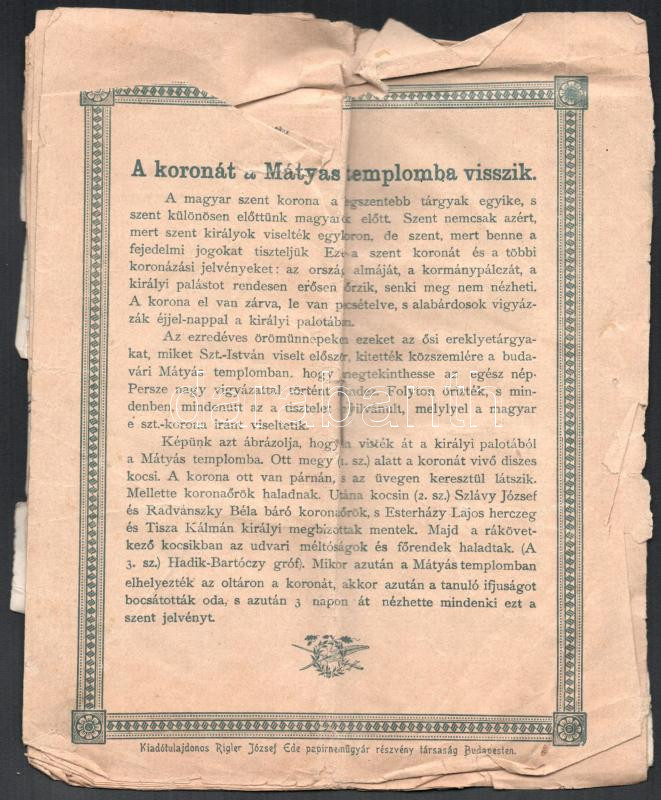 A koronát a Mátyás templomba visszik.
A magyar szent korona a legszentebb tárgyak egyike, s
szent különösen előttünk magyarok előtt. Szent nemcsak azért,
mert szent királyok viselték egykoron, de szent, mert benne a
fejedelmi jogokat tiszteljük Ezt a szent koronát és a többi
koronázási jelvényeket: az ország almáját, a kormánypálczát, a
királyi palástot rendesen erősen őrzik, senki meg nem nézheti.
A korona el van zárva, le van pecsételve, s alabárdosok vigyáz-
zák éjjel-nappal a királyi palotában.
Az ezredéves örömünnepeken ezeket az ősi ereklyetárgya-
kat, miket Szt.-István viselt először, kitették közszemlére a buda-
vári Mátyás templomban, hogy megtekinthesse az egész nép-
Persze nagy vigyázattal történt mindez. Folyton őrizték, s min-
denben, mindenütt az a tisztelet nyilvánult, melylyel a magyar
e szt.-korona iránt viseltetik.
Képünk azt ábrázolja, hogyan vitték át a királyi palotából
a Mátyás templomba. Ott megy (1. sz.) alatt a koronát vivő diszes
kocsi. A korona ott van párnán, s az üvegen keresztül látszik.
Mellette koronaőrök haladnak. Utána kocsin (2. sz.) Szlávy József
és Radvánszky Béla báró koronaőrök, s Esterházy Lajos herczeg
és Tisza Kálmán királyi megbizottak mentek. Majd a rákövet-
kező kocsikban az udvari méltóságok és főrendek haladtak. (A
3. sz.) Hadik-Bartóczy gróf). Mikor azután a Mátyás templomban
elhelyezték az oltáron a koronát, akkor azután a tanuló ifjuságot
bocsátották oda, s azután 3 napon át nézhette mindenki ezt a
szent jelvényt.
Kiadótulajdonos Rigler József Ede papirneműgyár részvény társaság Budapesten.
darabanth